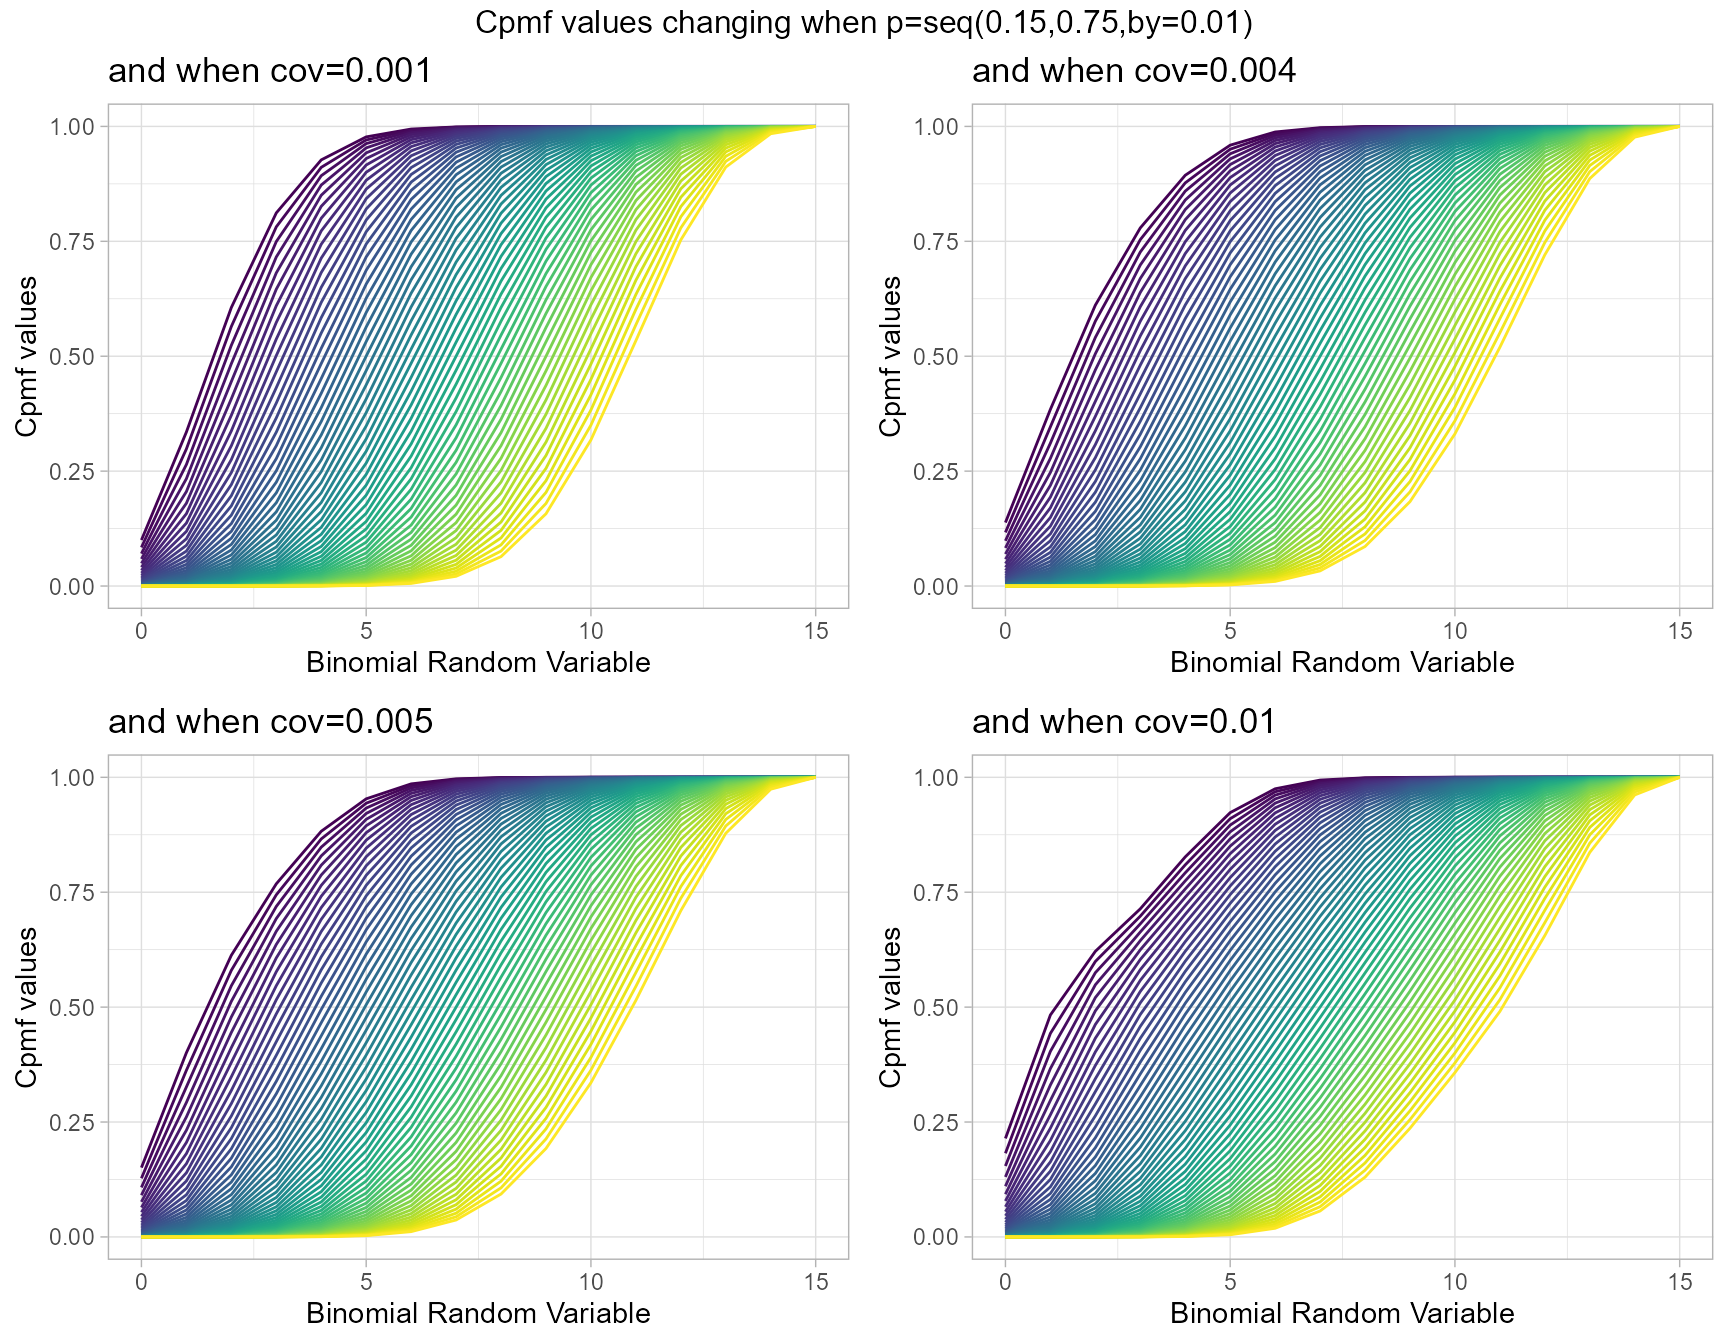 Cpmf values changing when p=seq(0.15,0.75,by=0.01)
and when cov=0.001
Cpmf values
1.00
0.75
0.50
0.25
0.00
0 5 10 15
Binomial Random Variable
and when cov=0.004
Cpmf values
1.00
0.75
0.50
0.25
0.00
0 5 10 15
Binomial Random Variable
and when cov=0.005
Cpmf values
1.00
0.75
0.50
0.25
0.00
0 5 10 15
Binomial Random Variable
and when cov=0.01
Cpmf values
1.00
0.75
0.50
0.25
0.00
0 5 10 15
Binomial Random Variable